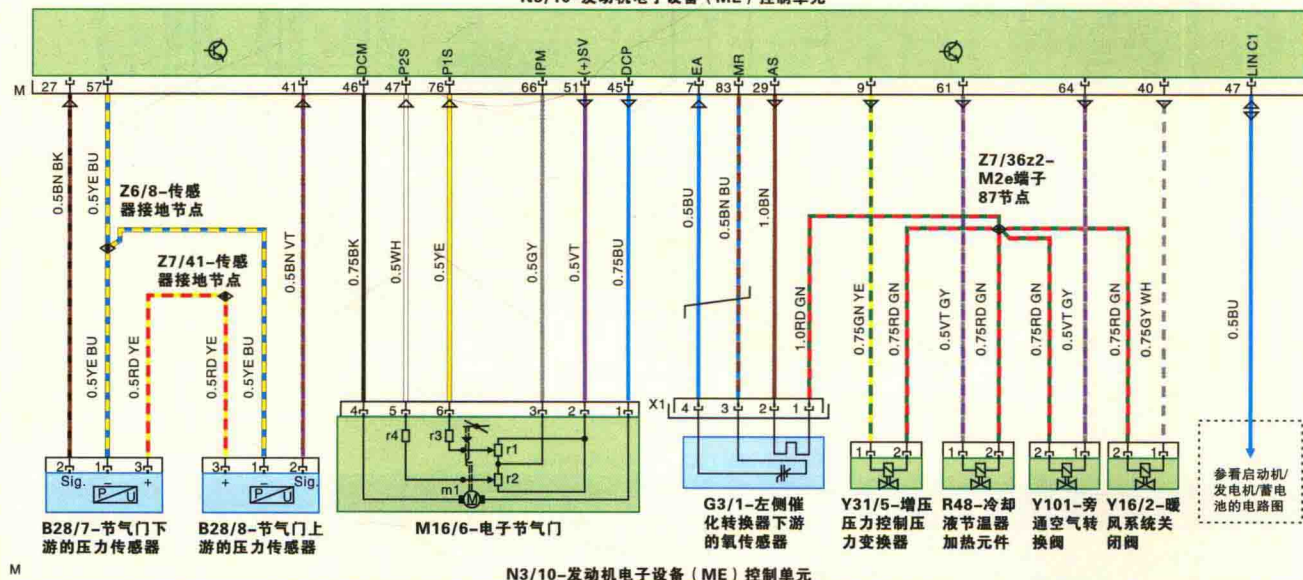 N3/10-发动机电子设备（ME）控制单元
DCM P2S P1S IPM (+)SV DCP EA MR AS LIN C1
M 27 57 41 46 47 76 66 51 45 7 83 29 9 61 64 40 47
Z6/8-传感
器接地节点
Z7/41-传感
器接地节点
Z7/36z2-
M2e端子
87节点
0.5BN BK
0.5YE BU
0.5BN VT
0.5YE BU
0.5RD YE
0.5RD YE
0.5YE BU
0.75BK
0.5WH
0.5YE
0.5GY
0.5VT
0.75BU
0.5BU
0.5BN BU
1.0BN
1.0RD GN
0.75GN YE
0.75RD GN
0.5VT GY
0.75RD GN
0.75RD GN
0.5VT GY
0.75RD GN
0.75GY WH
0.5BU
2 1 3 3 1 2 4 5 6 3 2 1 X1 4 3 2 1 1 2 1 2 2 1 2 1
Sig. − + + − Sig.
P U P U
r4 r3 r1
r2
m1 M
B28/7-节气门下
游的压力传感器
B28/8-节气门上
游的压力传感器
M16/6-电子节气门
G3/1-左侧催
化转换器下游
的氧传感器
Y31/5-增压
压力控制压
力变换器
R48-冷却
液节温器
加热元件
Y101-旁
通空气转
换阀
Y16/2-暖
风系统关
闭阀
参看启动机/
发电机/蓄电
池的电路图
M
N3/10-发动机电子设备（ME）控制单元